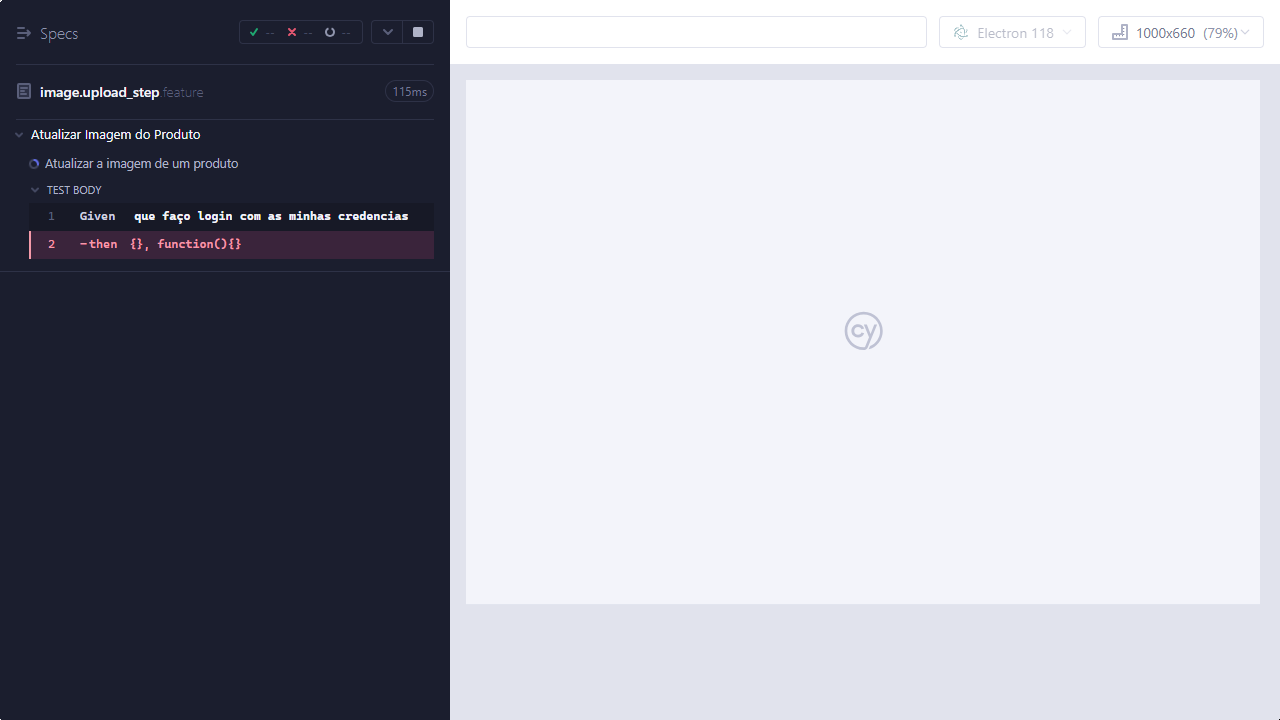 Specs
-- -- --
image.upload_step.feature
115ms
Atualizar Imagem do Produto
Atualizar a imagem de um produto
TEST BODY
1 Given que faço login com as minhas credencias
2 -then {}, function(){}
Electron 118
1000x660 (79%)
cy